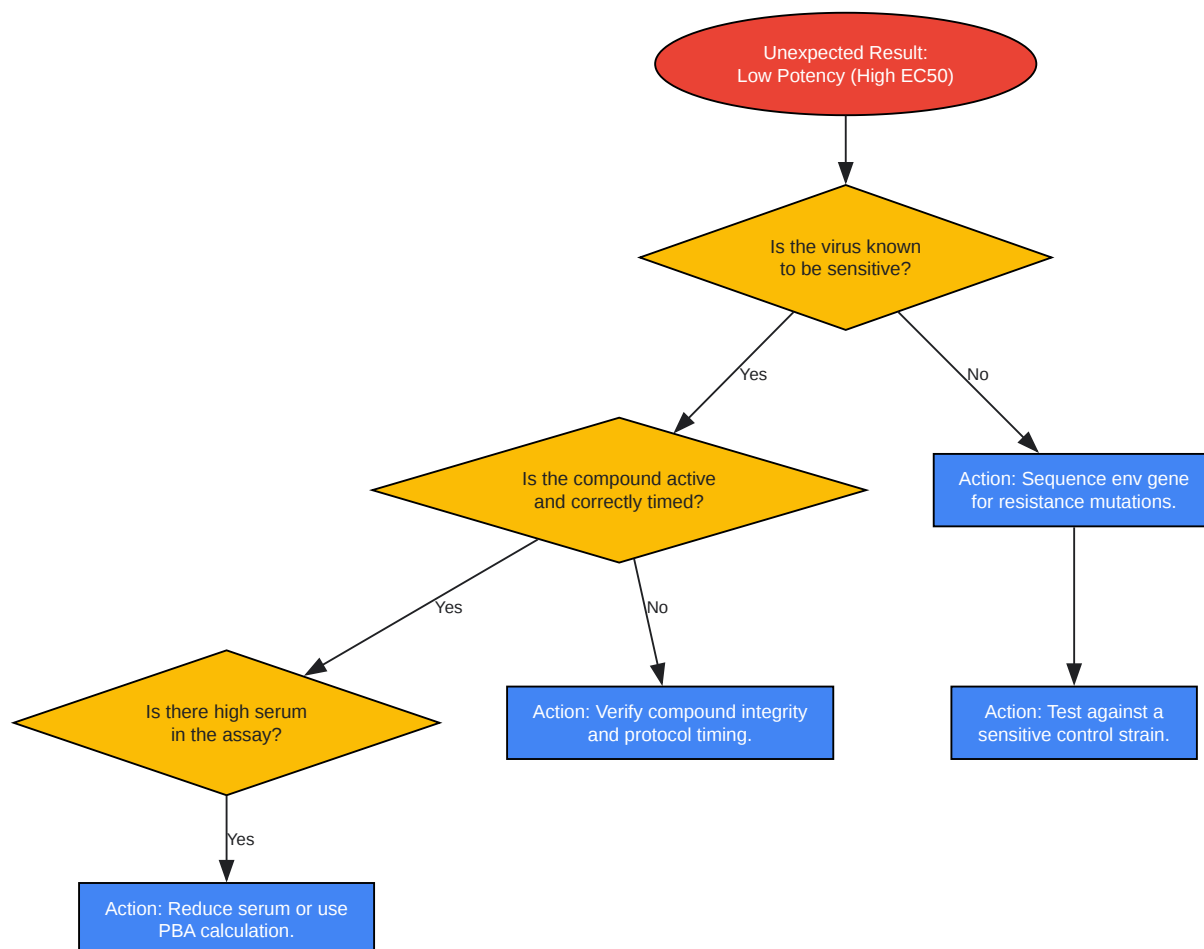 Unexpected Result:
Low Potency (High EC50)
Is the virus known
to be sensitive?
Yes
No
Is the compound active
and correctly timed?
Action: Sequence env gene
for resistance mutations.
Yes
No
Is there high serum
in the assay?
Action: Verify compound integrity
and protocol timing.
Action: Test against a
sensitive control strain.
Yes
Action: Reduce serum or use
PBA calculation.